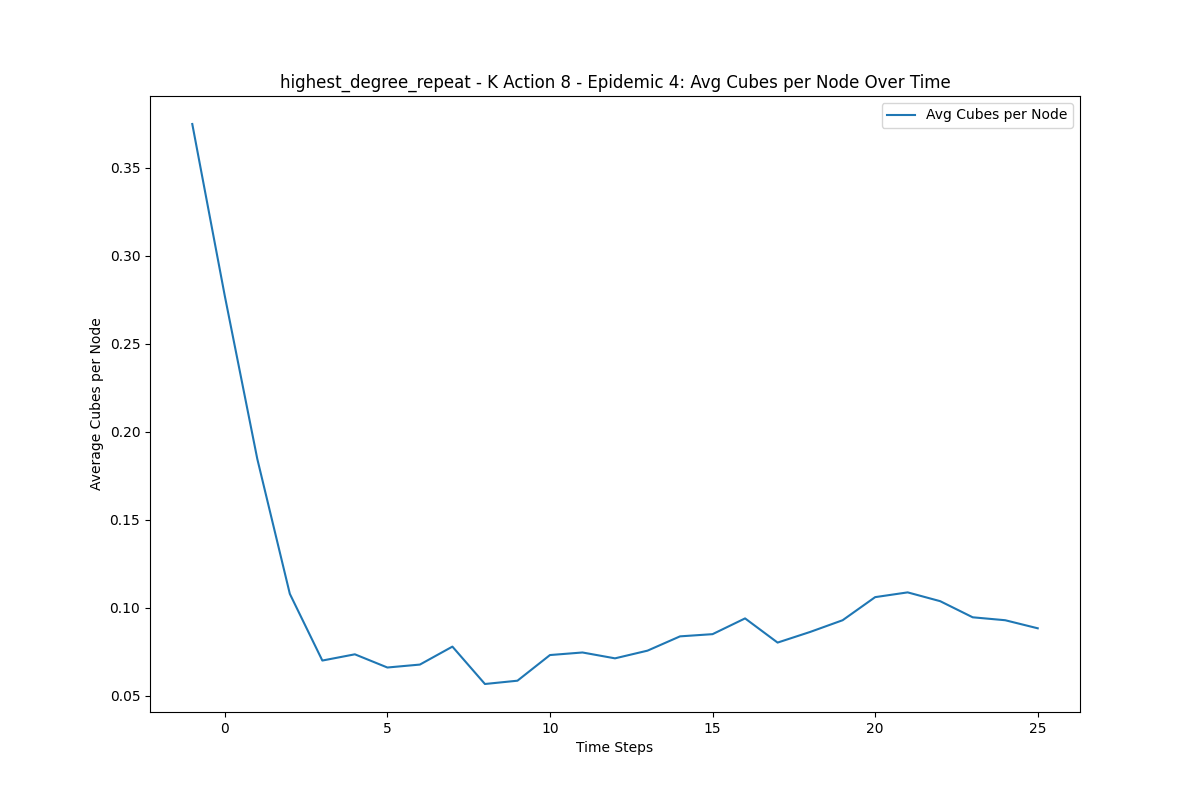 highest_degree_repeat - K Action 8 - Epidemic 4: Avg Cubes per Node Over Time
Avg Cubes per Node
Average Cubes per Node
0.35
0.30
0.25
0.20
0.15
0.10
0.05
0 5 10 15 20 25
Time Steps